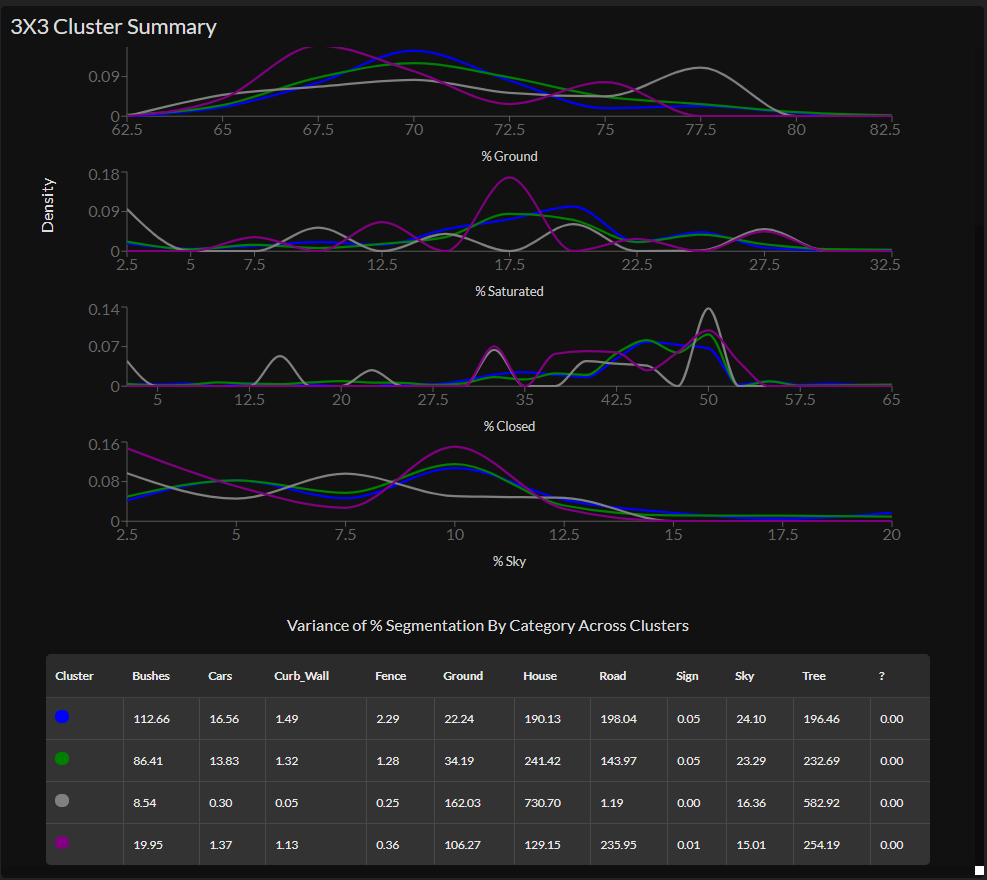 3X3 Cluster Summary
0.09
0
62.5 65 67.5 70 72.5 75 77.5 80 82.5
% Ground
Density
0.18
0.09
0
2.5 5 7.5 12.5 17.5 22.5 27.5 32.5
% Saturated
0.14
0.07
0
5 12.5 20 27.5 35 42.5 50 57.5 65
% Closed
0.16
0.08
0
2.5 5 7.5 10 12.5 15 17.5 20
% Sky
Variance of % Segmentation By Category Across Clusters
Cluster Bushes Cars Curb_Wall Fence Ground House Road Sign Sky Tree ?
112.66 16.56 1.49 2.29 22.24 190.13 198.04 0.05 24.10 196.46 0.00
86.41 13.83 1.32 1.28 34.19 241.42 143.97 0.05 23.29 232.69 0.00
8.54 0.30 0.05 0.25 162.03 730.70 1.19 0.00 16.36 582.92 0.00
19.95 1.37 1.13 0.36 106.27 129.15 235.95 0.01 15.01 254.19 0.00